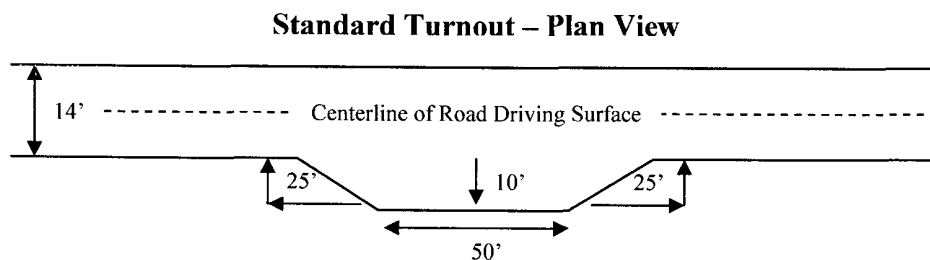 Standard Turnout – Plan View
14'
Centerline of Road Driving Surface
25'
10'
25'
50'